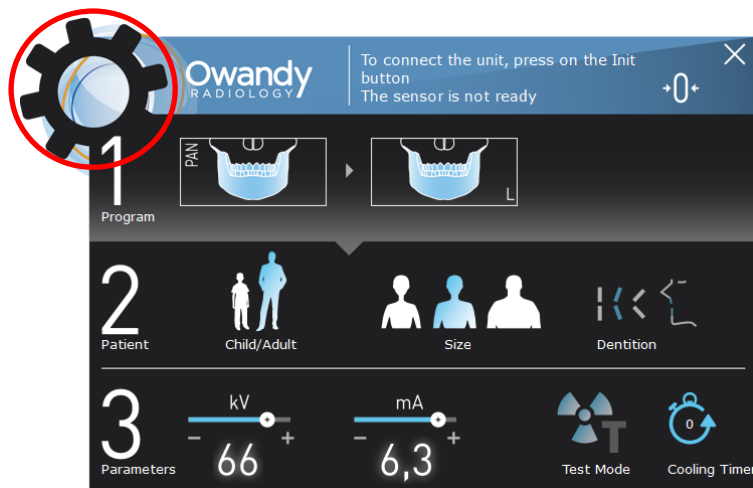 Owandy
RADIOLOGY
To connect the unit, press on the Init
button
The sensor is not ready
0
1
Program
PAN
L
2
Patient
Child/Adult
Size
Dentition
3
Parameters
kV
- +
66
mA
- +
6,3
T
Test Mode
0
Cooling Timer